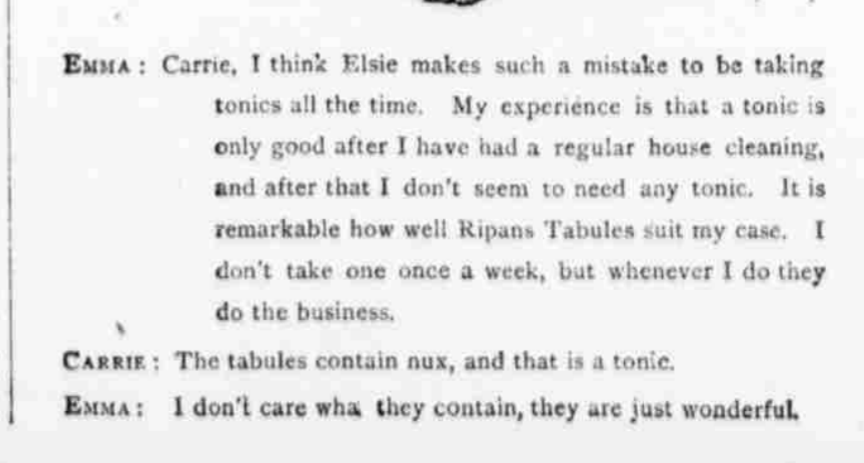 EMMA: Carrie, I think Elsie makes such a mistake to be taking
tonics all the time. My experience is that a tonic is
only good after I have had a regular house cleaning,
and after that I don't seem to need any tonic. It is
remarkable how well Ripans Tabules suit my case. I
don't take one once a week, but whenever I do they
do the business.
CARRIE: The tabules contain nux, and that is a tonic.
EMMA: I don't care wha they contain, they are just wonderful.